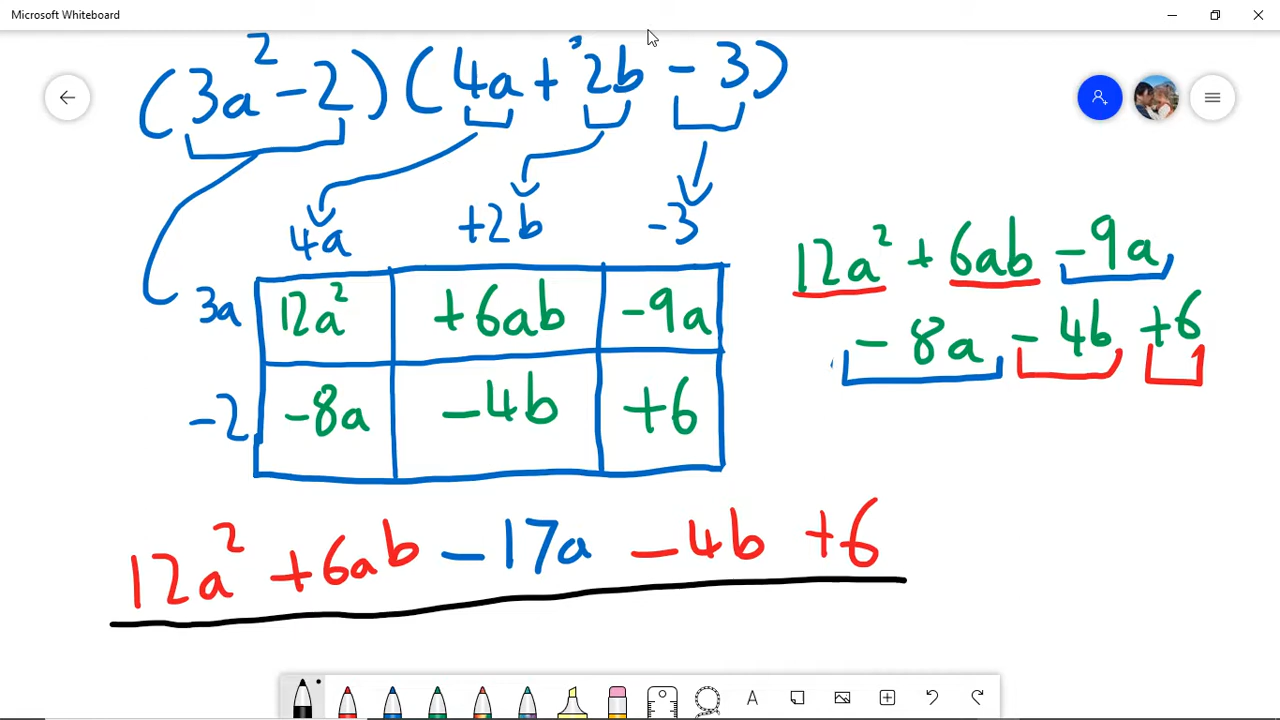 Microsoft Whiteboard
(3a² - 2)(4a + 2b - 3)
4a +2b -3
3a 12a² +6ab -9a
-2 -8a -4b +6
12a² + 6ab - 9a
- 8a - 4b + 6
12a² + 6ab - 17a - 4b + 6
A